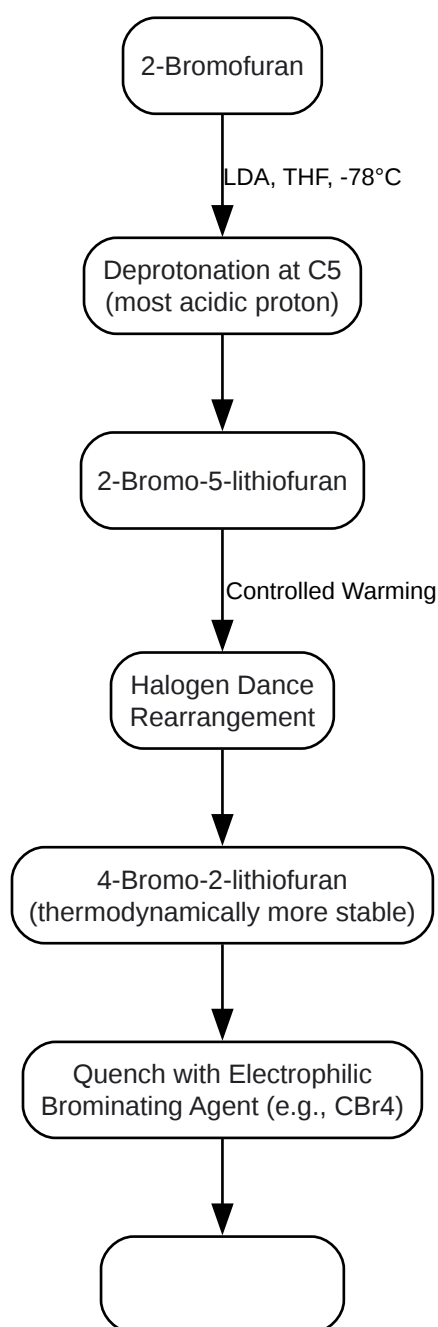 2-Bromofuran
LDA, THF, -78°C
Deprotonation at C5
(most acidic proton)
2-Bromo-5-lithiofuran
Controlled Warming
Halogen Dance
Rearrangement
4-Bromo-2-lithiofuran
(thermodynamically more stable)
Quench with Electrophilic
Brominating Agent (e.g., CBr4)